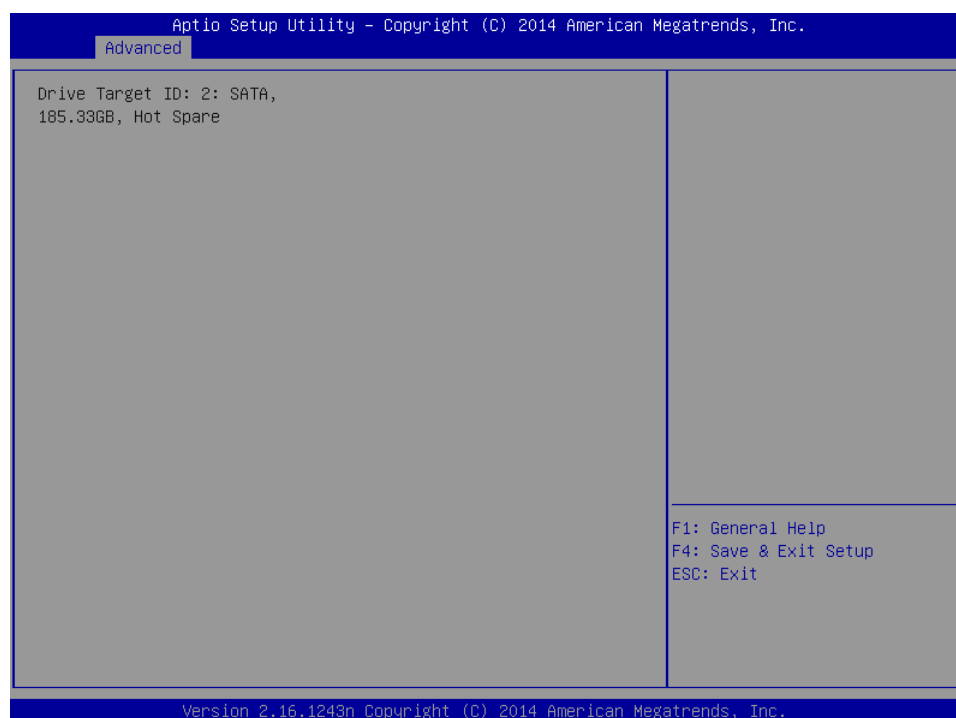 Aptio Setup Utility – Copyright (C) 2014 American Megatrends, Inc.
Advanced
Drive Target ID: 2: SATA,
185.33GB, Hot Spare
F1: General Help
F4: Save & Exit Setup
ESC: Exit
Version 2.16.1243n Copyright (C) 2014 American Megatrends, Inc.